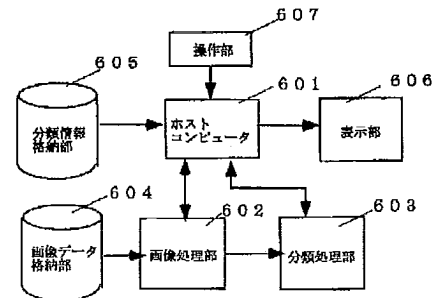 607
操作部
605
601
606
分類情報
格納部
ホスト
コンピュータ
表示部
604
602
603
画像データ
格納部
画像処理部
分類処理部